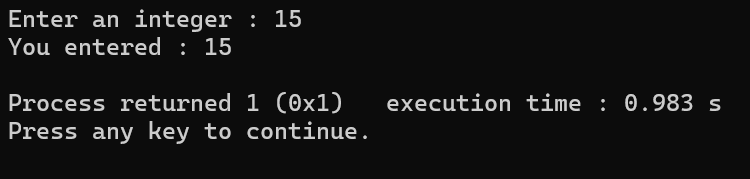 Enter an integer : 15
You entered : 15
Process returned 1 (0x1)   execution time : 0.983 s
Press any key to continue.